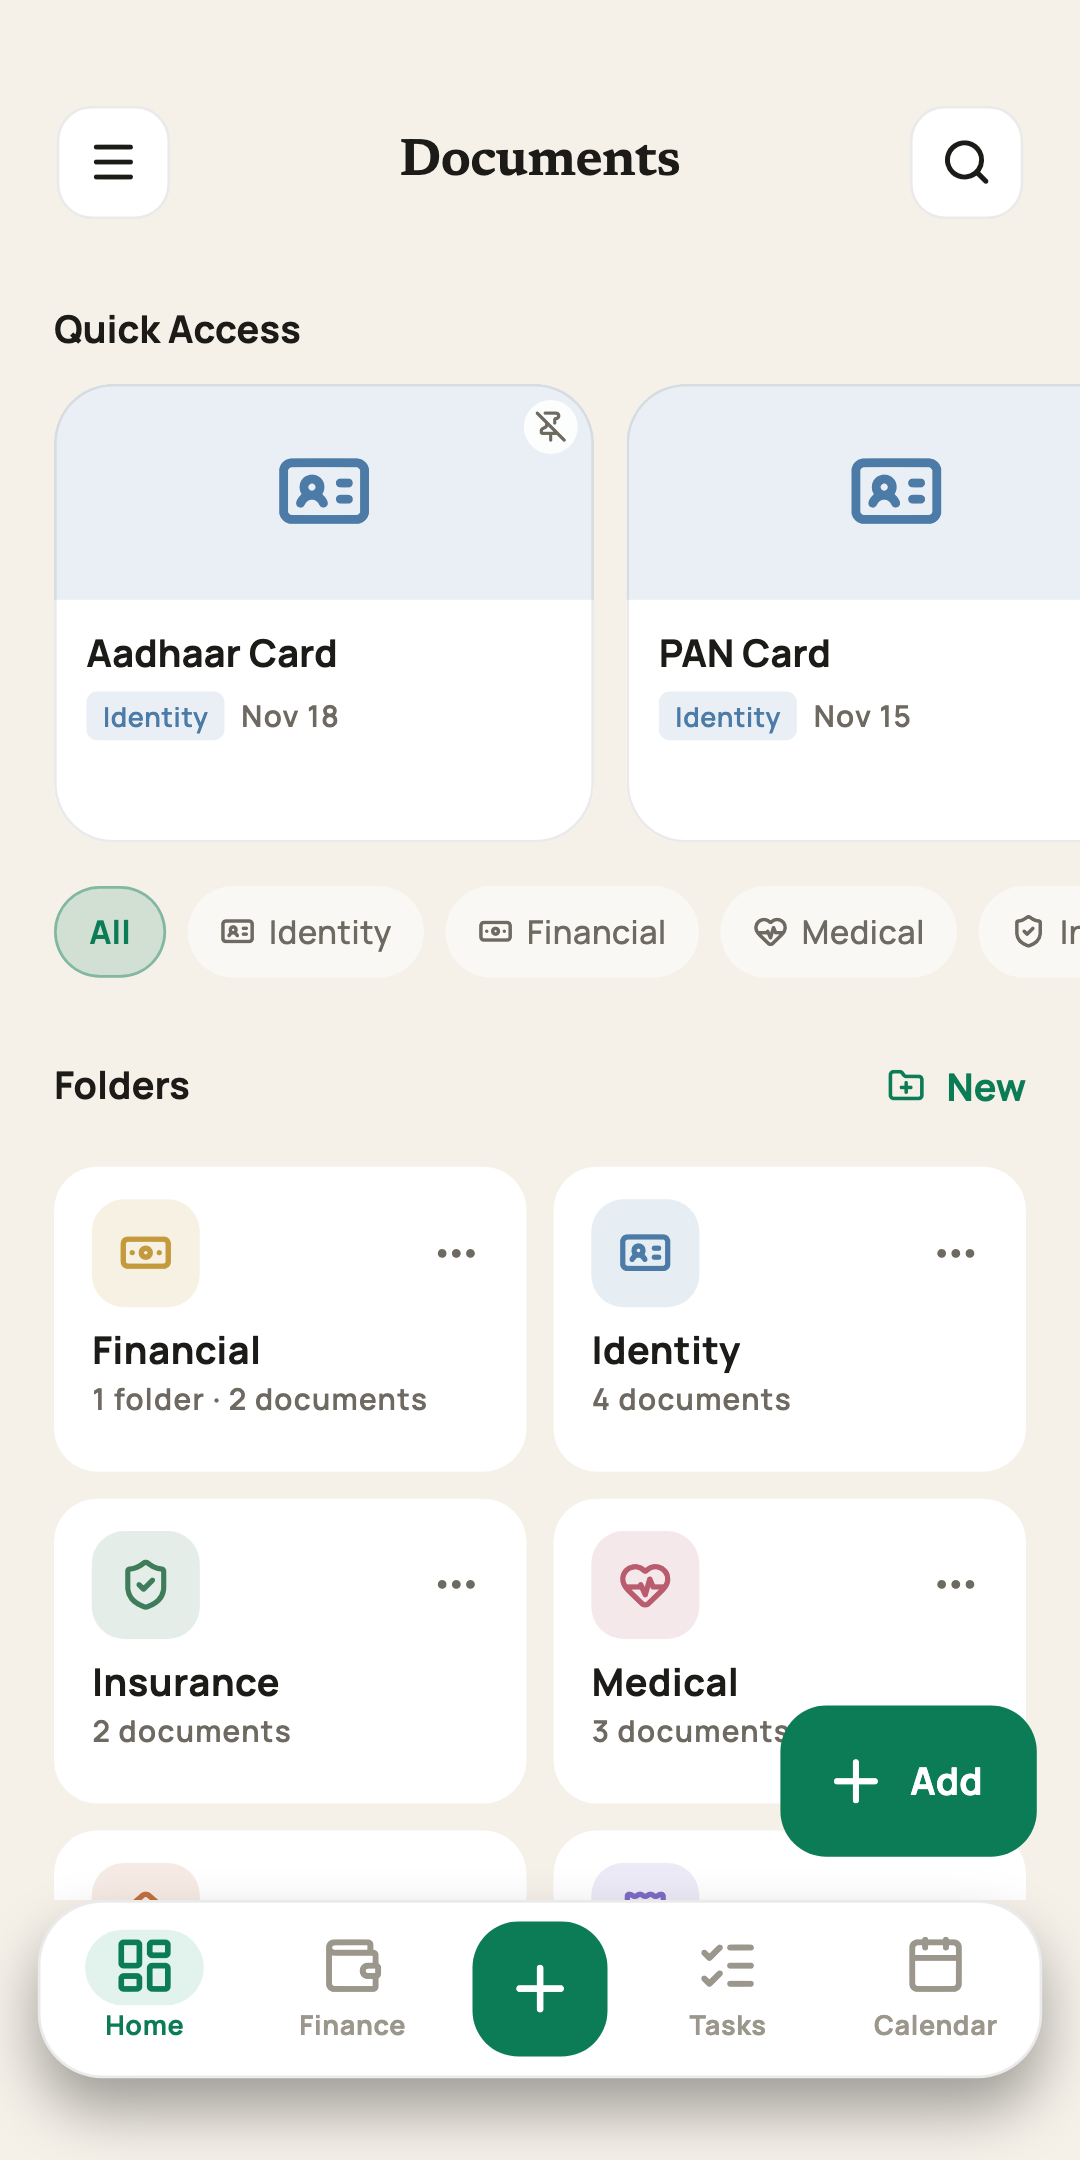 Documents
Quick Access
Aadhaar Card
Identity Nov 18
PAN Card
Identity Nov 15
All Identity Financial Medical
Folders New
Financial
1 folder · 2 documents
Identity
4 documents
Insurance
2 documents
Medical
3 documents
Add
Home Finance Tasks Calendar